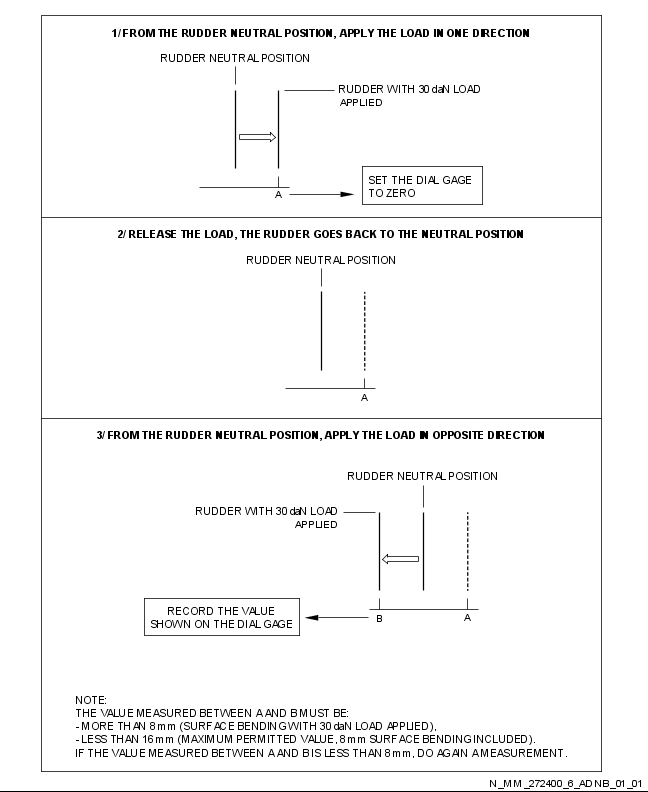 1/ FROM THE RUDDER NEUTRAL POSITION, APPLY THE LOAD IN ONE DIRECTION
RUDDER NEUTRAL POSITION
RUDDER WITH 30 daN LOAD
APPLIED
A
SET THE DIAL GAGE
TO ZERO
2/ RELEASE THE LOAD, THE RUDDER GOES BACK TO THE NEUTRAL POSITION
RUDDER NEUTRAL POSITION
A
3/ FROM THE RUDDER NEUTRAL POSITION, APPLY THE LOAD IN OPPOSITE DIRECTION
RUDDER NEUTRAL POSITION
RUDDER WITH 30 daN LOAD
APPLIED
RECORD THE VALUE
SHOWN ON THE DIAL GAGE
B
A
NOTE:
THE VALUE MEASURED BETWEEN A AND B MUST BE:
- MORE THAN 8 mm (SURFACE BENDING WITH 30 daN LOAD APPLIED),
- LESS THAN 16 mm (MAXIMUM PERMITTED VALUE, 8 mm SURFACE BENDING INCLUDED).
IF THE VALUE MEASURED BETWEEN A AND B IS LESS THAN 8 mm, DO AGAIN A MEASUREMENT.
N_MM_272400_6_ADNB_01_01